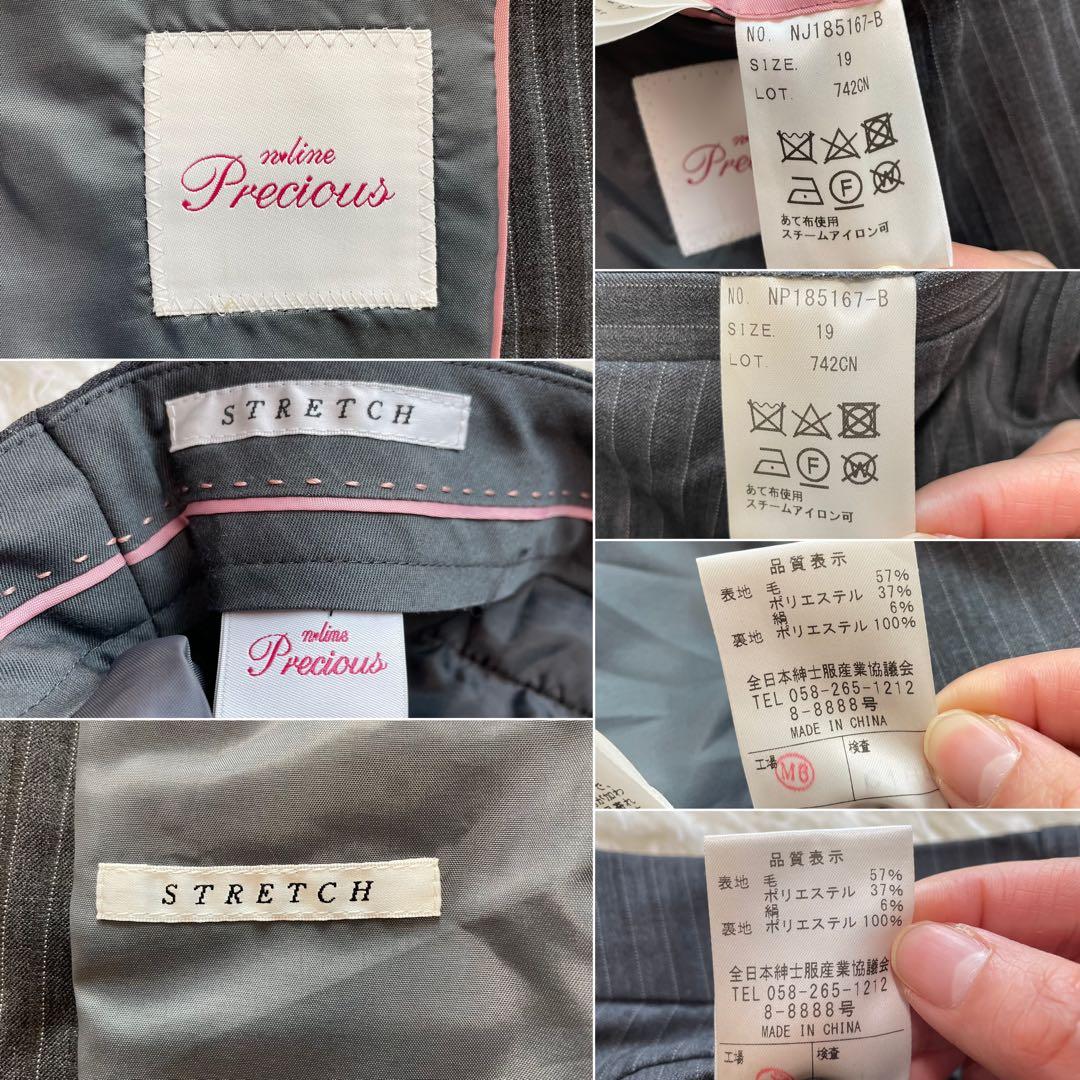 n♥line
Precious
STRETCH
n♥line
Precious
STRETCH
n♥
Prec
NO. NJ185167-B
SIZE. 19
LOT. 742CN
F
W
あて布使用
スチームアイロン可
NO. NP185167-B
SIZE. 19
LOT. 742CN
F
W
あて布使用
スチームアイロン可
品質表示
表地 毛 57%
ポリエステル 37%
絹 6%
裏地 ポリエステル 100%
全日本紳士服産業協議会
TEL 058-265-1212
8-8888号
MADE IN CHINA
工場 M6 検査
品質表示
表地 毛 57%
ポリエステル 37%
絹 6%
裏地 ポリエステル 100%
全日本紳士服産業協議会
TEL 058-265-1212
8-8888号
MADE IN CHINA
工場 検査